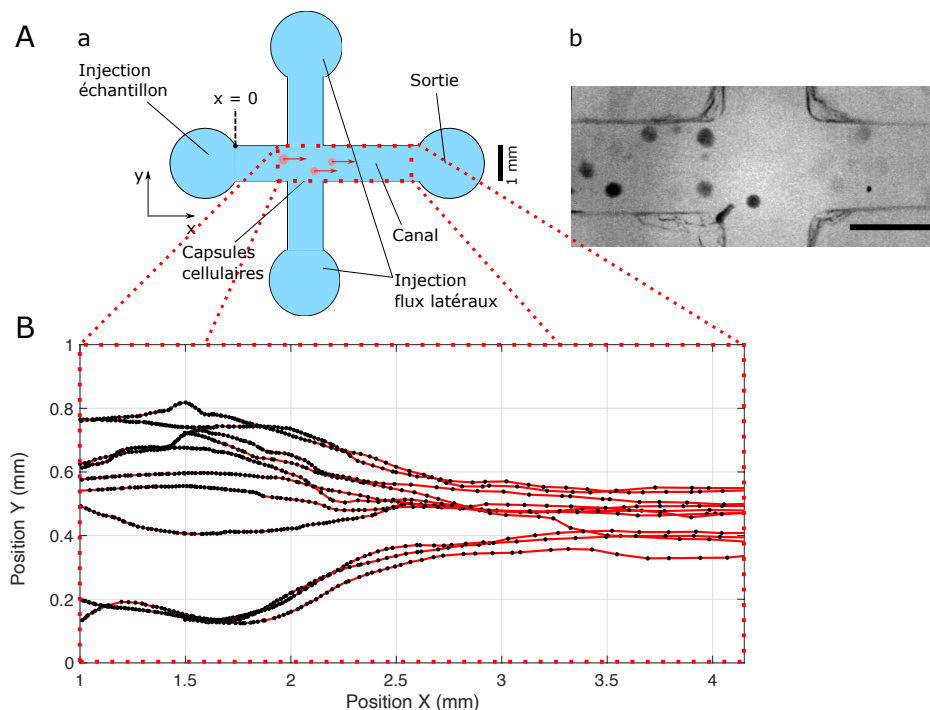 A
a
b
Injection
échantillon
x = 0
Sortie
y
x
1 mm
Capsules
cellulaires
Canal
Injection
flux latéraux
B
1
0.8
0.6
0.4
0.2
0
Position Y (mm)
1
1.5
2
2.5
3
3.5
4
Position X (mm)